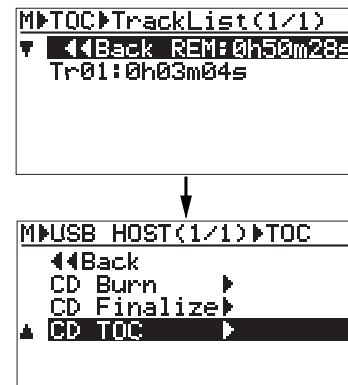 M▶TOC▶TrackList(1/1)
▼ ◀◀Back REM:0h50m28s
Tr01:0h03m04s
M▶USB HOST(1/1)▶TOC
◀◀Back
CD Burn ▶
CD Finalize▶
▲ CD TOC ▶